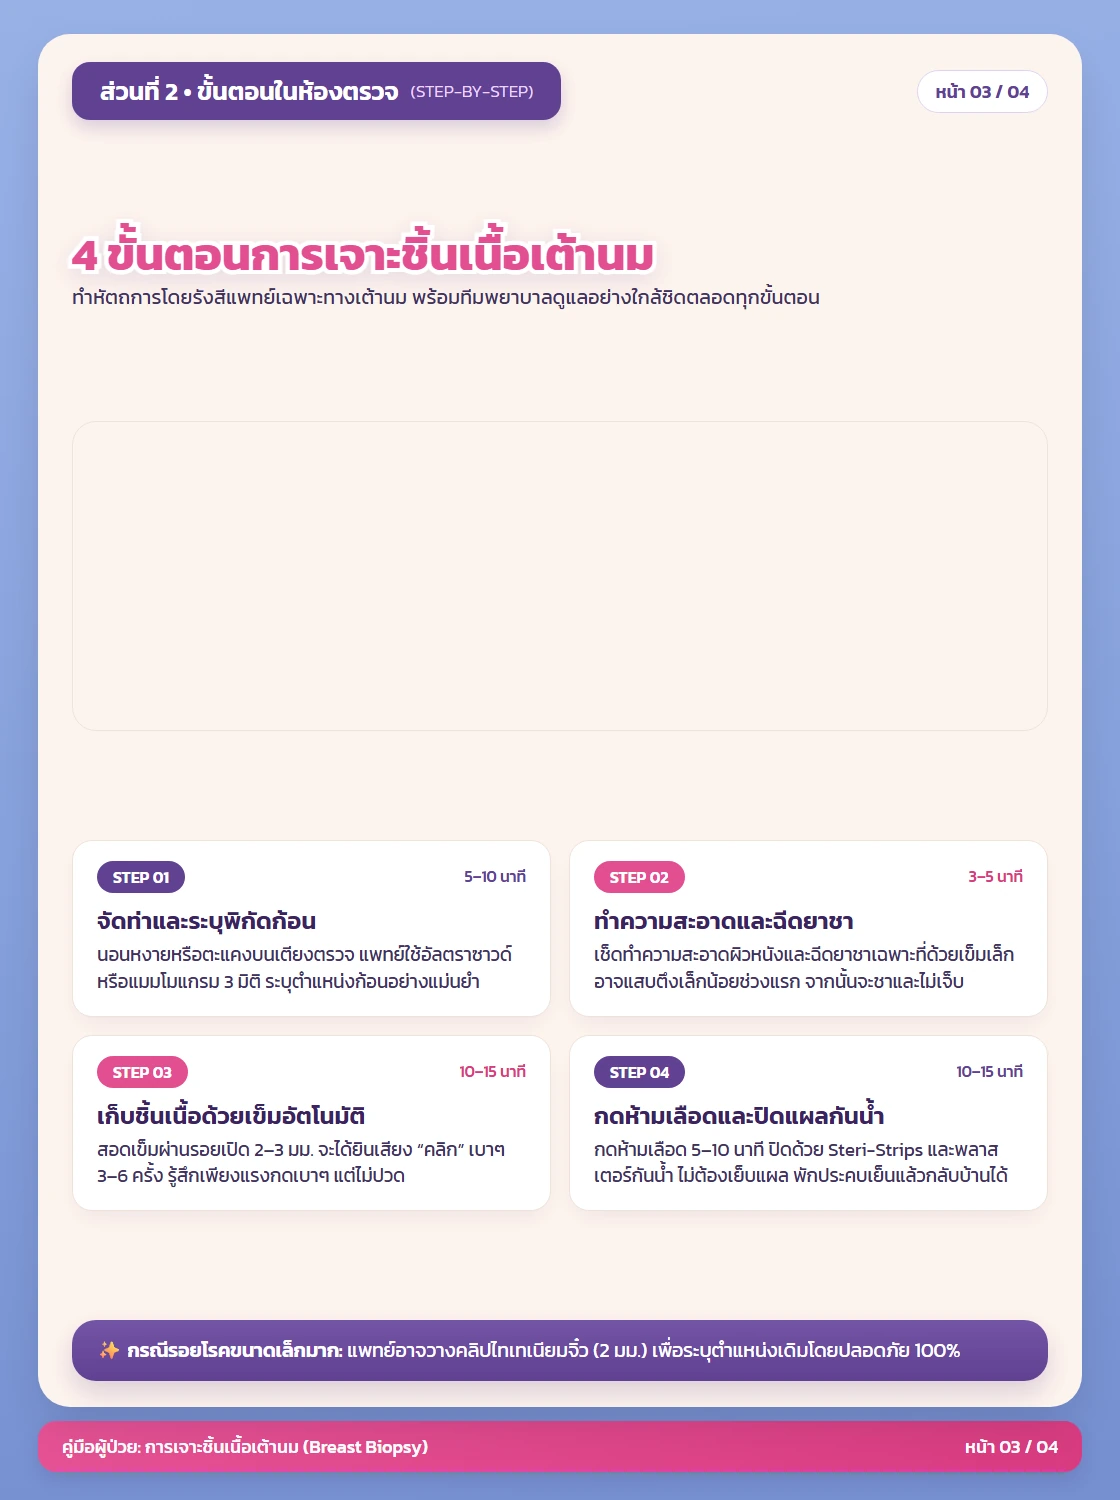 ส่วนที่ 2 • ขั้นตอนในห้องตรวจ (STEP-BY-STEP)
หน้า 03 / 04
4 ขั้นตอนการเจาะชิ้นเนื้อเต้านม
ทำหัตถการโดยรังสีแพทย์เฉพาะทางเต้านม พร้อมทีมพยาบาลดูแลอย่างใกล้ชิดตลอดทุกขั้นตอน
STEP 01
5–10 นาที
จัดท่าและระบุพิกัดก้อน
นอนหงายหรือตะแคงบนเตียงตรวจ แพทย์ใช้อัลตราซาวด์
หรือแมมโมแกรม 3 มิติ ระบุตำแหน่งก้อนอย่างแม่นยำ
STEP 02
3–5 นาที
ทำความสะอาดและฉีดยาชา
เช็ดทำความสะอาดผิวหนังและฉีดยาชาเฉพาะที่ด้วยเข็มเล็ก
อาจแสบตึงเล็กน้อยช่วงแรก จากนั้นจะชาและไม่เจ็บ
STEP 03
10–15 นาที
เก็บชิ้นเนื้อด้วยเข็มอัตโนมัติ
สอดเข็มผ่านรอยเปิด 2–3 มม. จะได้ยินเสียง “คลิก” เบาๆ
3–6 ครั้ง รู้สึกเพียงแรงกดเบาๆ แต่ไม่ปวด
STEP 04
10–15 นาที
กดห้ามเลือดและปิดแผลกันน้ำ
กดห้ามเลือด 5–10 นาที ปิดด้วย Steri-Strips และพลาส
เตอร์กันน้ำ ไม่ต้องเย็บแผล พักประคบเย็นแล้วกลับบ้านได้
✨ กรณีรอยโรคขนาดเล็กมาก: แพทย์อาจวางคลิปไทเทเนียมจิ๋ว (2 มม.) เพื่อระบุตำแหน่งเดิมโดยปลอดภัย 100%
คู่มือผู้ป่วย: การเจาะชิ้นเนื้อเต้านม (Breast Biopsy)
หน้า 03 / 04